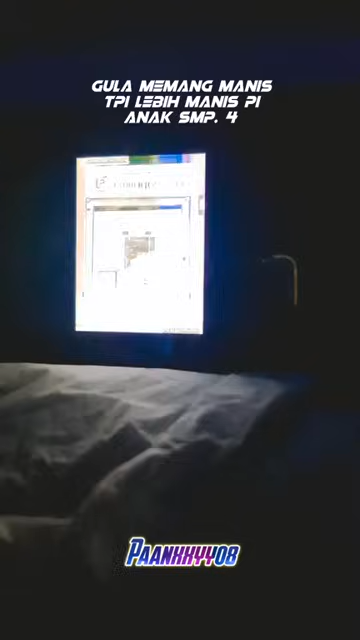 GULA MEMANG MANIS
TPI LEBIH MANIS PI
ANAK SMP. 4
PAANXXYY08